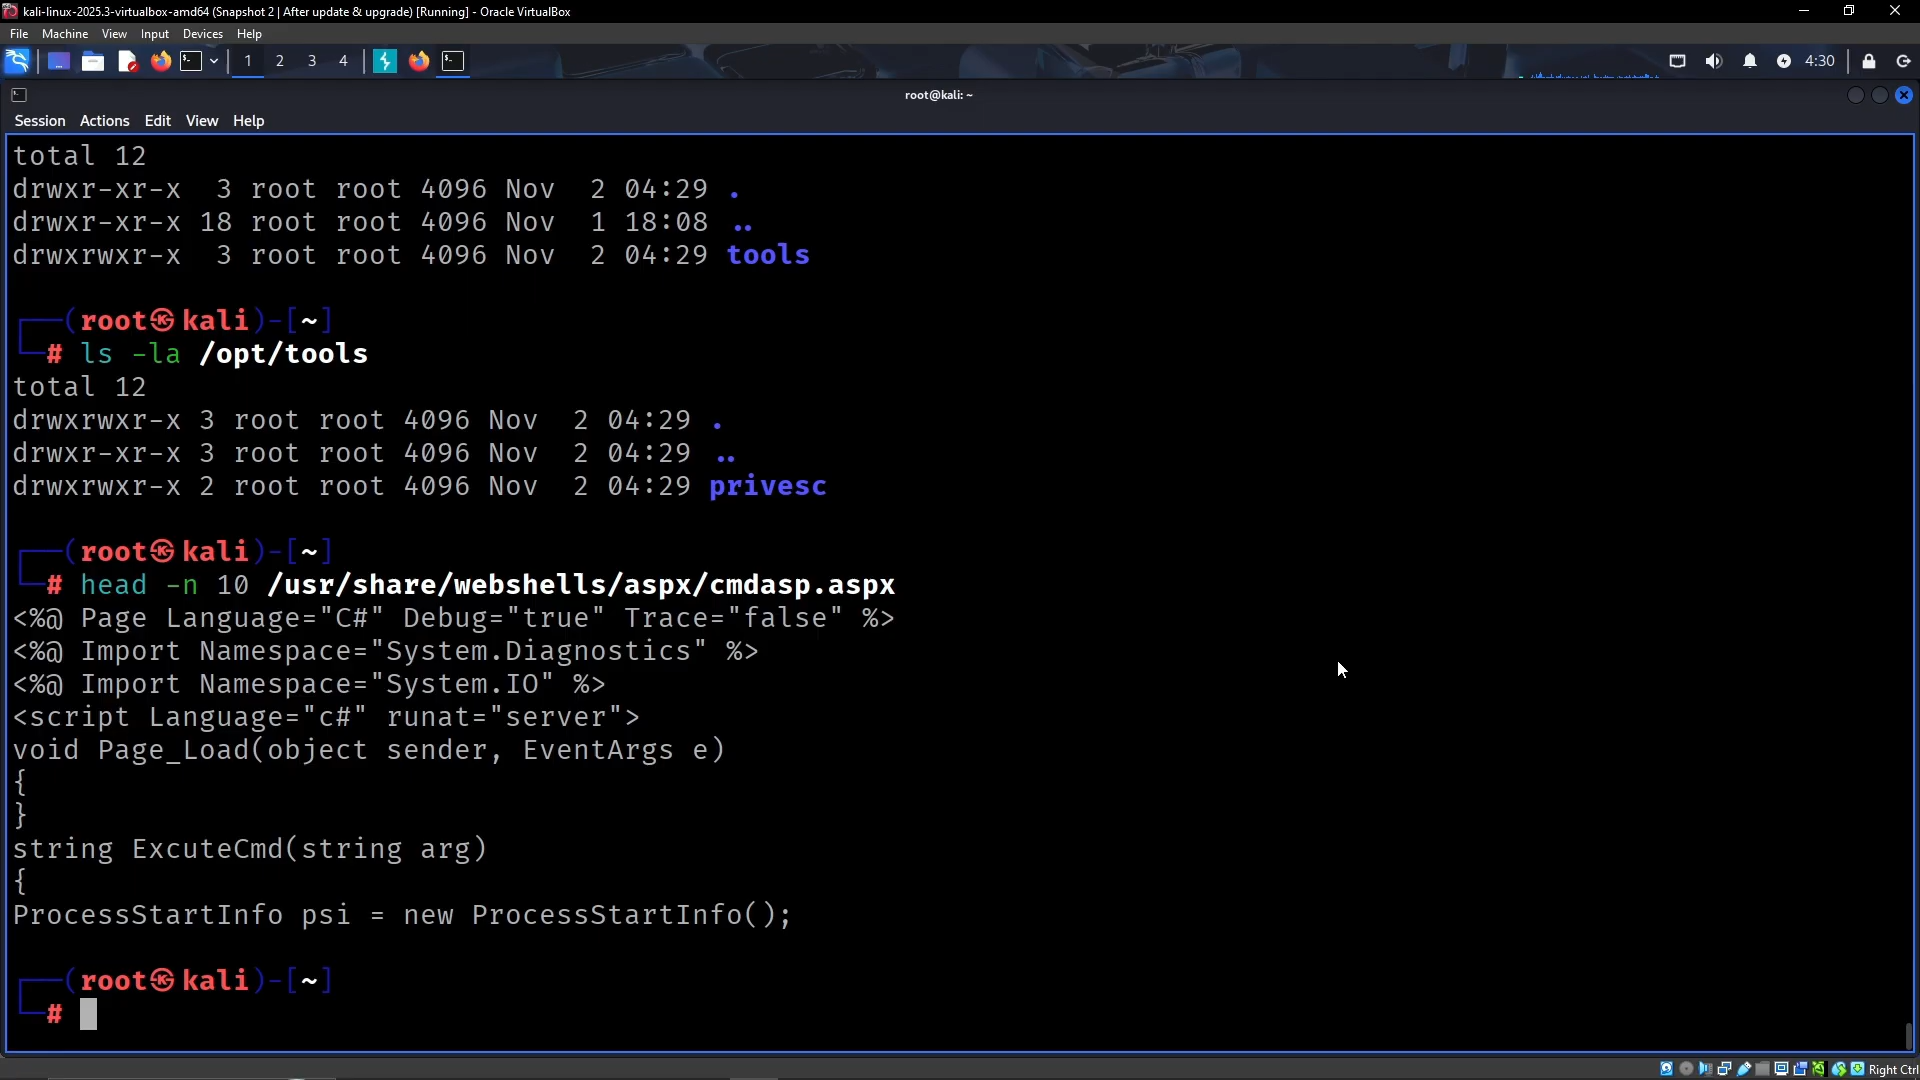 kali-linux-2025.3-virtualbox-amd64 (Snapshot 2 | After update & upgrade) [Running] - Oracle VirtualBox
File Machine View Input Devices Help
1 2 3 4 4:30
root@kali: ~
Session Actions Edit View Help
total 12
drwxr-xr-x  3 root root 4096 Nov  2 04:29 .
drwxr-xr-x 18 root root 4096 Nov  1 18:08 ..
drwxrwxr-x  3 root root 4096 Nov  2 04:29 tools
┌──(root㉿kali)-[~]
└─# ls -la /opt/tools
total 12
drwxrwxr-x 3 root root 4096 Nov  2 04:29 .
drwxr-xr-x 3 root root 4096 Nov  2 04:29 ..
drwxrwxr-x 2 root root 4096 Nov  2 04:29 privesc
┌──(root㉿kali)-[~]
└─# head -n 10 /usr/share/webshells/aspx/cmdasp.aspx
<%@ Page Language="C#" Debug="true" Trace="false" %>
<%@ Import Namespace="System.Diagnostics" %>
<%@ Import Namespace="System.IO" %>
<script Language="c#" runat="server">
void Page_Load(object sender, EventArgs e)
{
}
string ExcuteCmd(string arg)
{
ProcessStartInfo psi = new ProcessStartInfo();
┌──(root㉿kali)-[~]
└─#
Right Ctrl